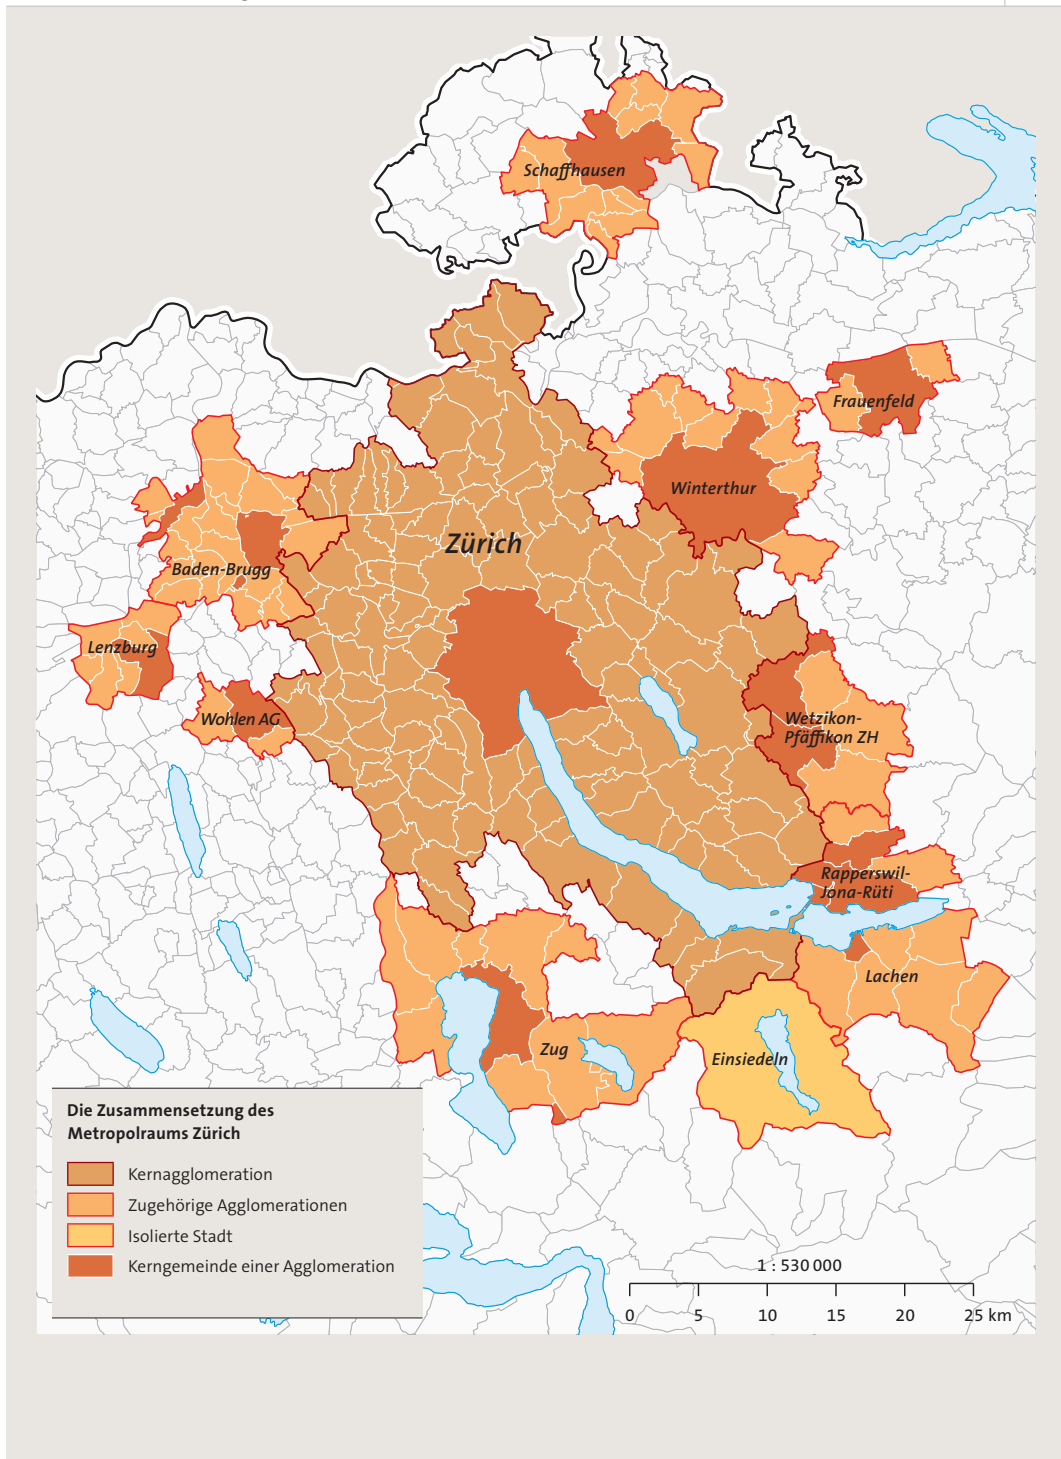 Schaffhausen
Frauenfeld
Winterthur
Zürich
Baden-Brugg
Lenzburg
Wohlen AG
Wetzikon-
Pfäffikon ZH
Rapperswil-
Jona-Rüti
Lachen
Zug
Einsiedeln
Die Zusammensetzung des
Metropolraums Zürich
Kernagglomeration
Zugehörige Agglomerationen
Isolierte Stadt
Kerngemeinde einer Agglomeration
1 : 530 000
0 5 10 15 20 25 km